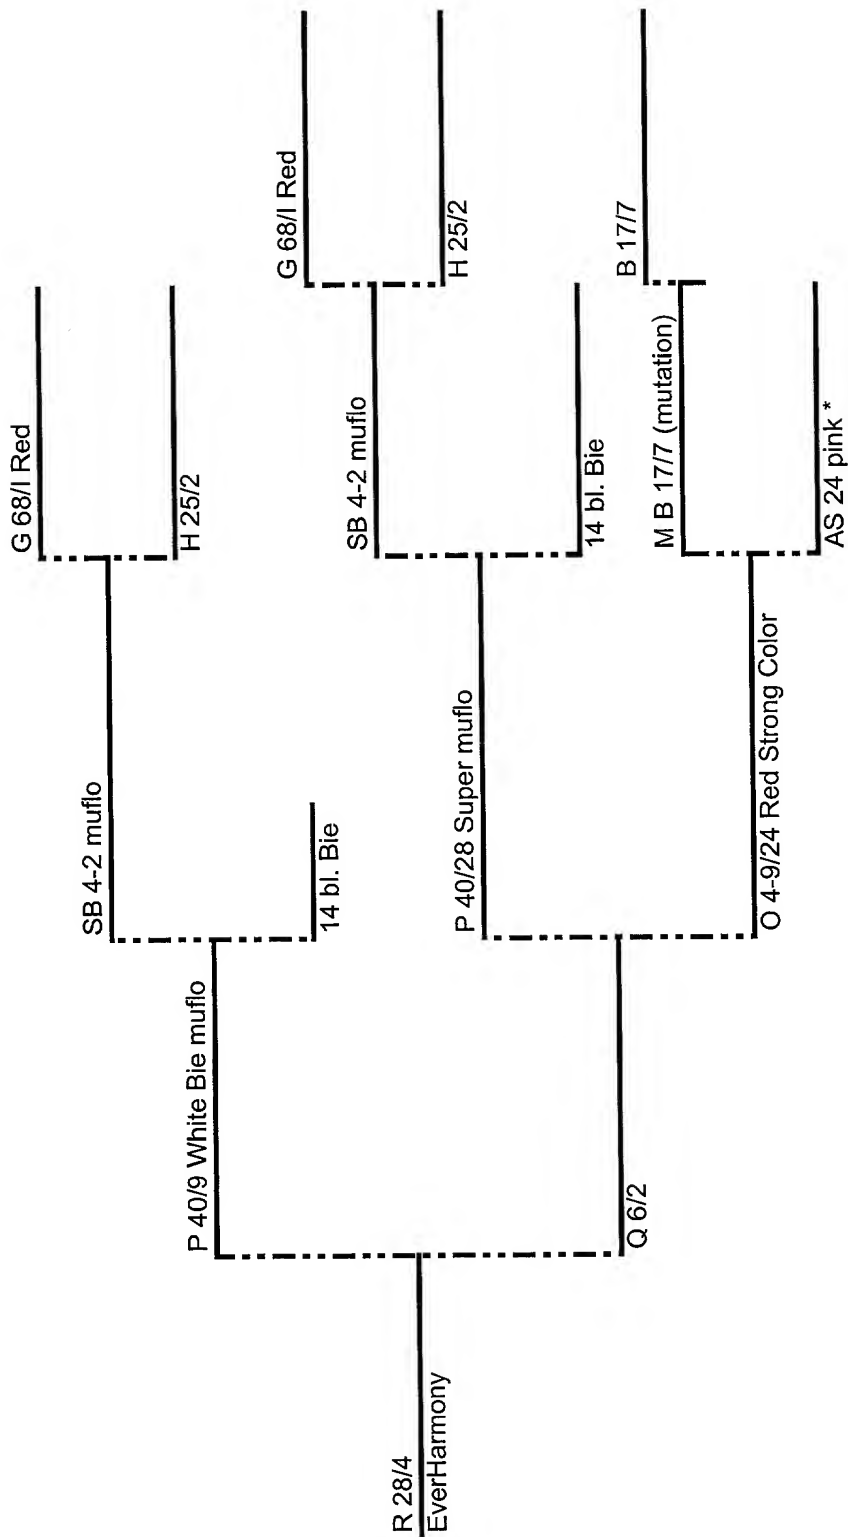 R 28/4
EverHarmony
P 40/9 White Bie muflo
Q 6/2
SB 4-2 muflo
14 bl. Bie
P 40/28 Super muflo
O 4-9/24 Red Strong Color
G 68/I Red
H 25/2
SB 4-2 muflo
14 bl. Bie
M B 17/7 (mutation)
AS 24 pink *
G 68/I Red
H 25/2
B 17/7